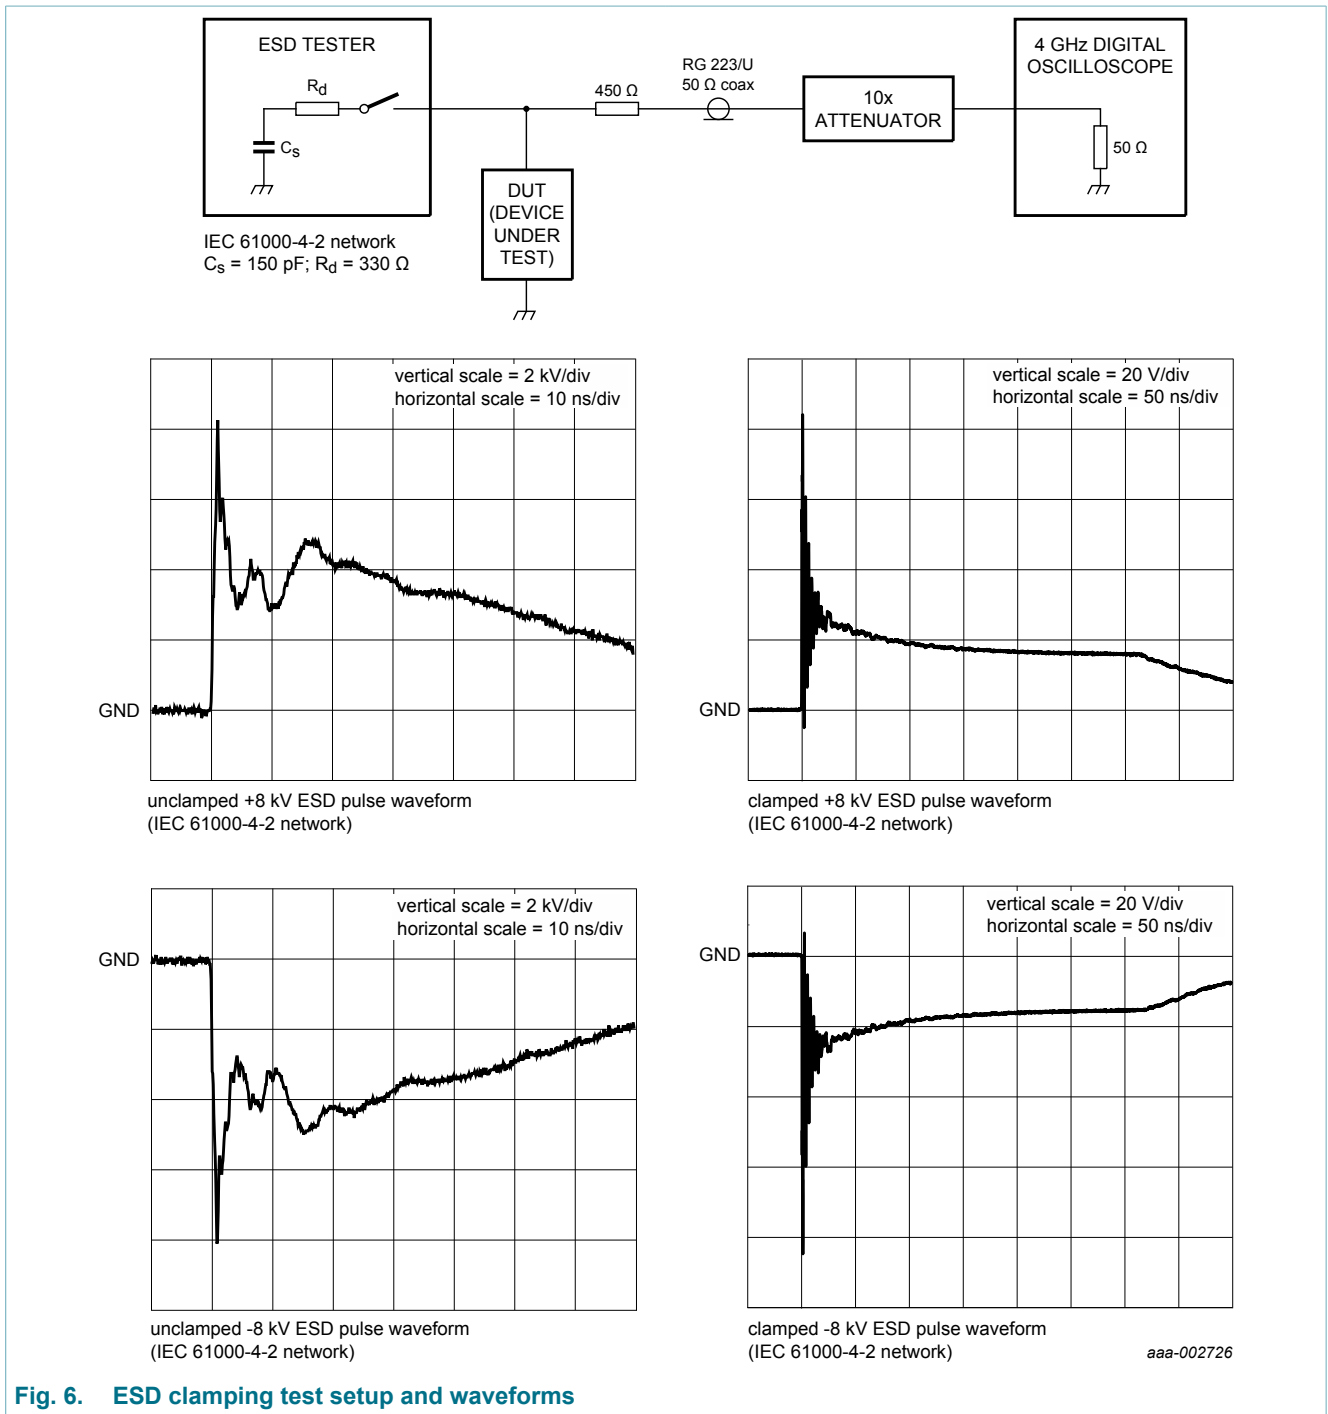 ESD TESTER
Rd
Cs
IEC 61000-4-2 network
Cs = 150 pF; Rd = 330 Ω
DUT
(DEVICE
UNDER
TEST)
450 Ω
RG 223/U
50 Ω coax
10x
ATTENUATOR
4 GHz DIGITAL
OSCILLOSCOPE
50 Ω
vertical scale = 2 kV/div
horizontal scale = 10 ns/div
GND
unclamped +8 kV ESD pulse waveform
(IEC 61000-4-2 network)
vertical scale = 20 V/div
horizontal scale = 50 ns/div
GND
clamped +8 kV ESD pulse waveform
(IEC 61000-4-2 network)
vertical scale = 2 kV/div
horizontal scale = 10 ns/div
GND
unclamped -8 kV ESD pulse waveform
(IEC 61000-4-2 network)
vertical scale = 20 V/div
horizontal scale = 50 ns/div
GND
clamped -8 kV ESD pulse waveform
(IEC 61000-4-2 network)
aaa-002726
Fig. 6. ESD clamping test setup and waveforms